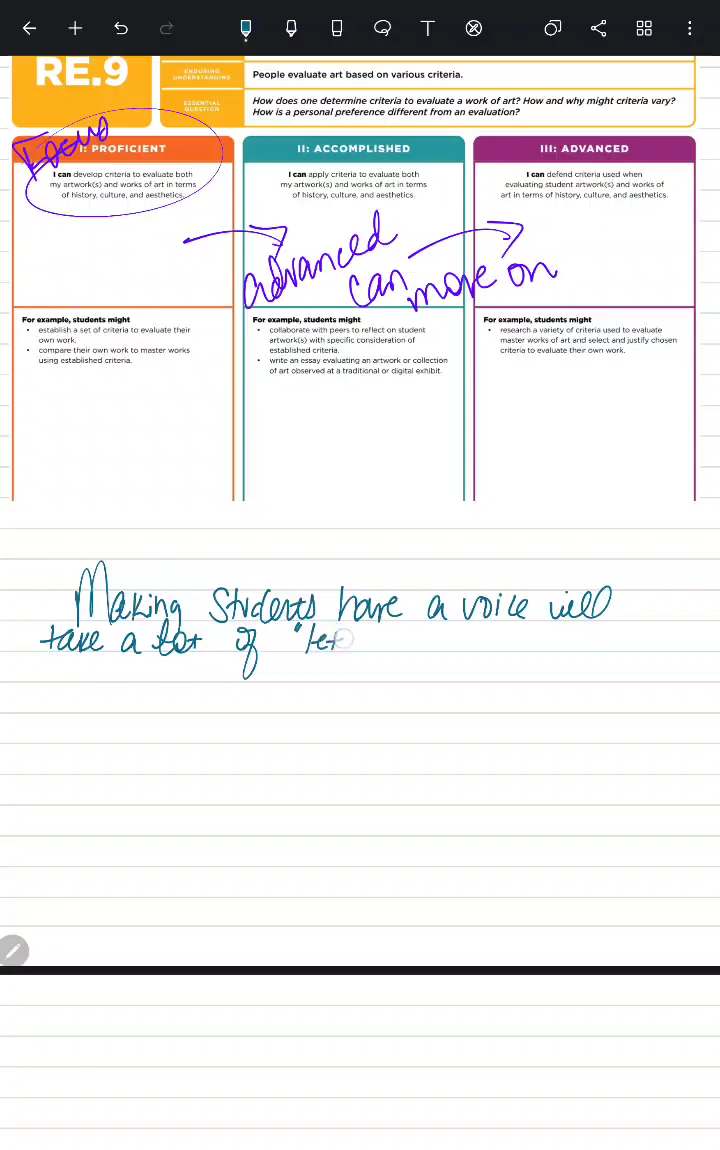 RE.9
ENDURING
UNDERSTANDING
People evaluate art based on various criteria.
ESSENTIAL
QUESTION
How does one determine criteria to evaluate a work of art? How and why might criteria vary?
How is a personal preference different from an evaluation?
Focus
I: PROFICIENT
I can develop criteria to evaluate both
my artwork(s) and works of art in terms
of history, culture, and aesthetics.
For example, students might
• establish a set of criteria to evaluate their
own work.
• compare their own work to master works
using established criteria.
II: ACCOMPLISHED
I can apply criteria to evaluate both
my artwork(s) and works of art in terms
of history, culture, and aesthetics.
Advanced
can move on
For example, students might
• collaborate with peers to reflect on student
artwork(s) with specific consideration of
established criteria.
• write an essay evaluating an artwork or collection
of art observed at a traditional or digital exhibit.
III: ADVANCED
I can defend criteria used when
evaluating student artwork(s) and works of
art in terms of history, culture, and aesthetics.
For example, students might
• research a variety of criteria used to evaluate
master works of art and select and justify chosen
criteria to evaluate their own work.
Making Students have a voice will
take a lot of "let